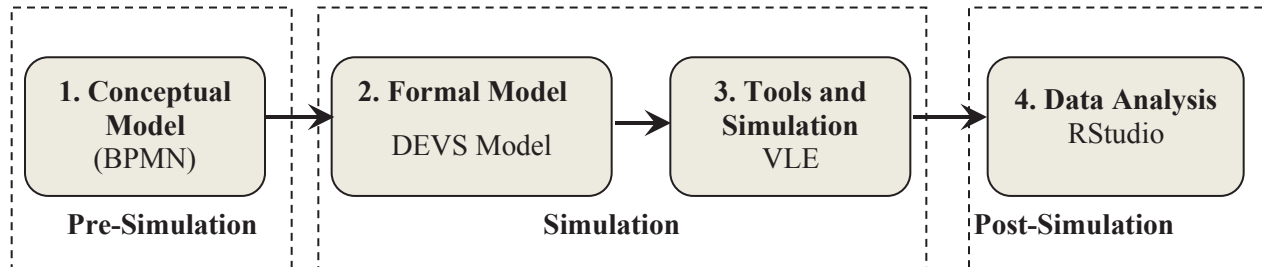 1. Conceptual
Model
(BPMN)
2. Formal Model
DEVS Model
3. Tools and
Simulation
VLE
4. Data Analysis
RStudio
Pre-Simulation
Simulation
Post-Simulation